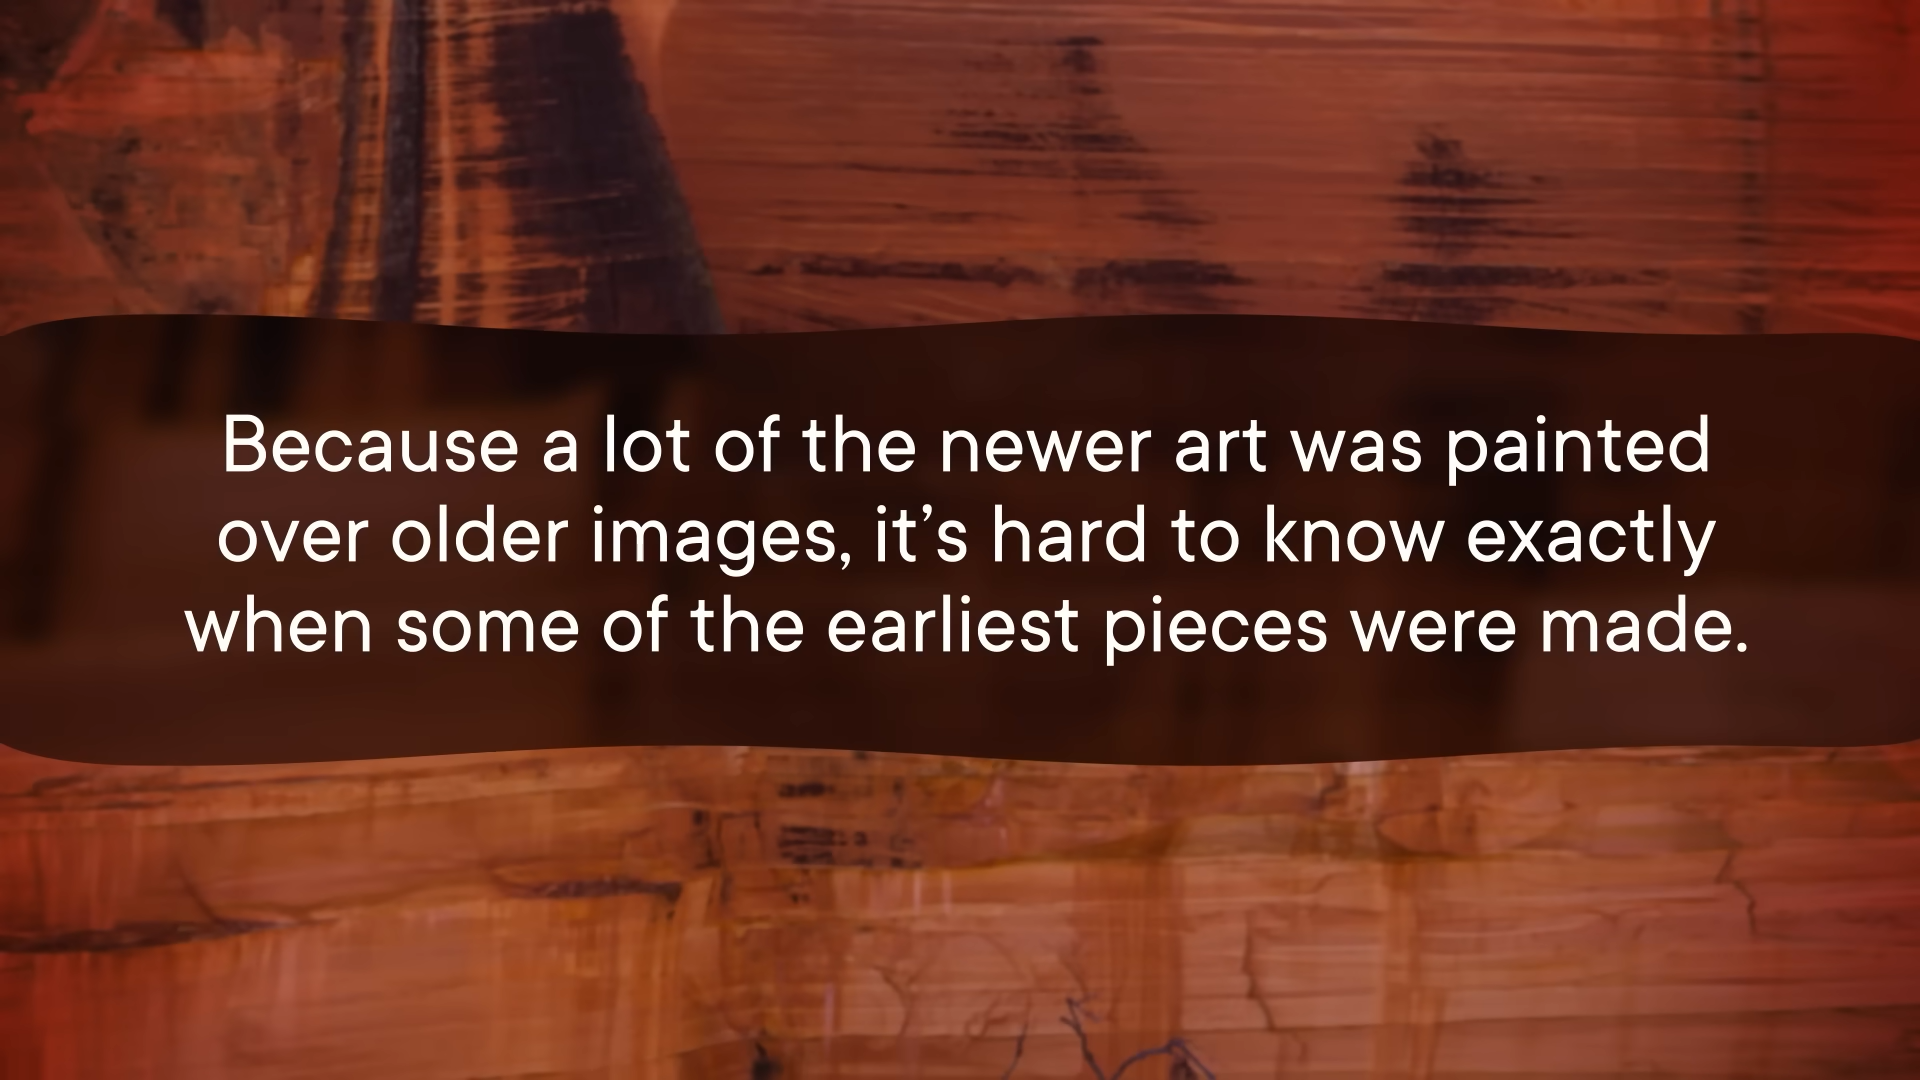 Because a lot of the newer art was painted
over older images, it’s hard to know exactly
when some of the earliest pieces were made.